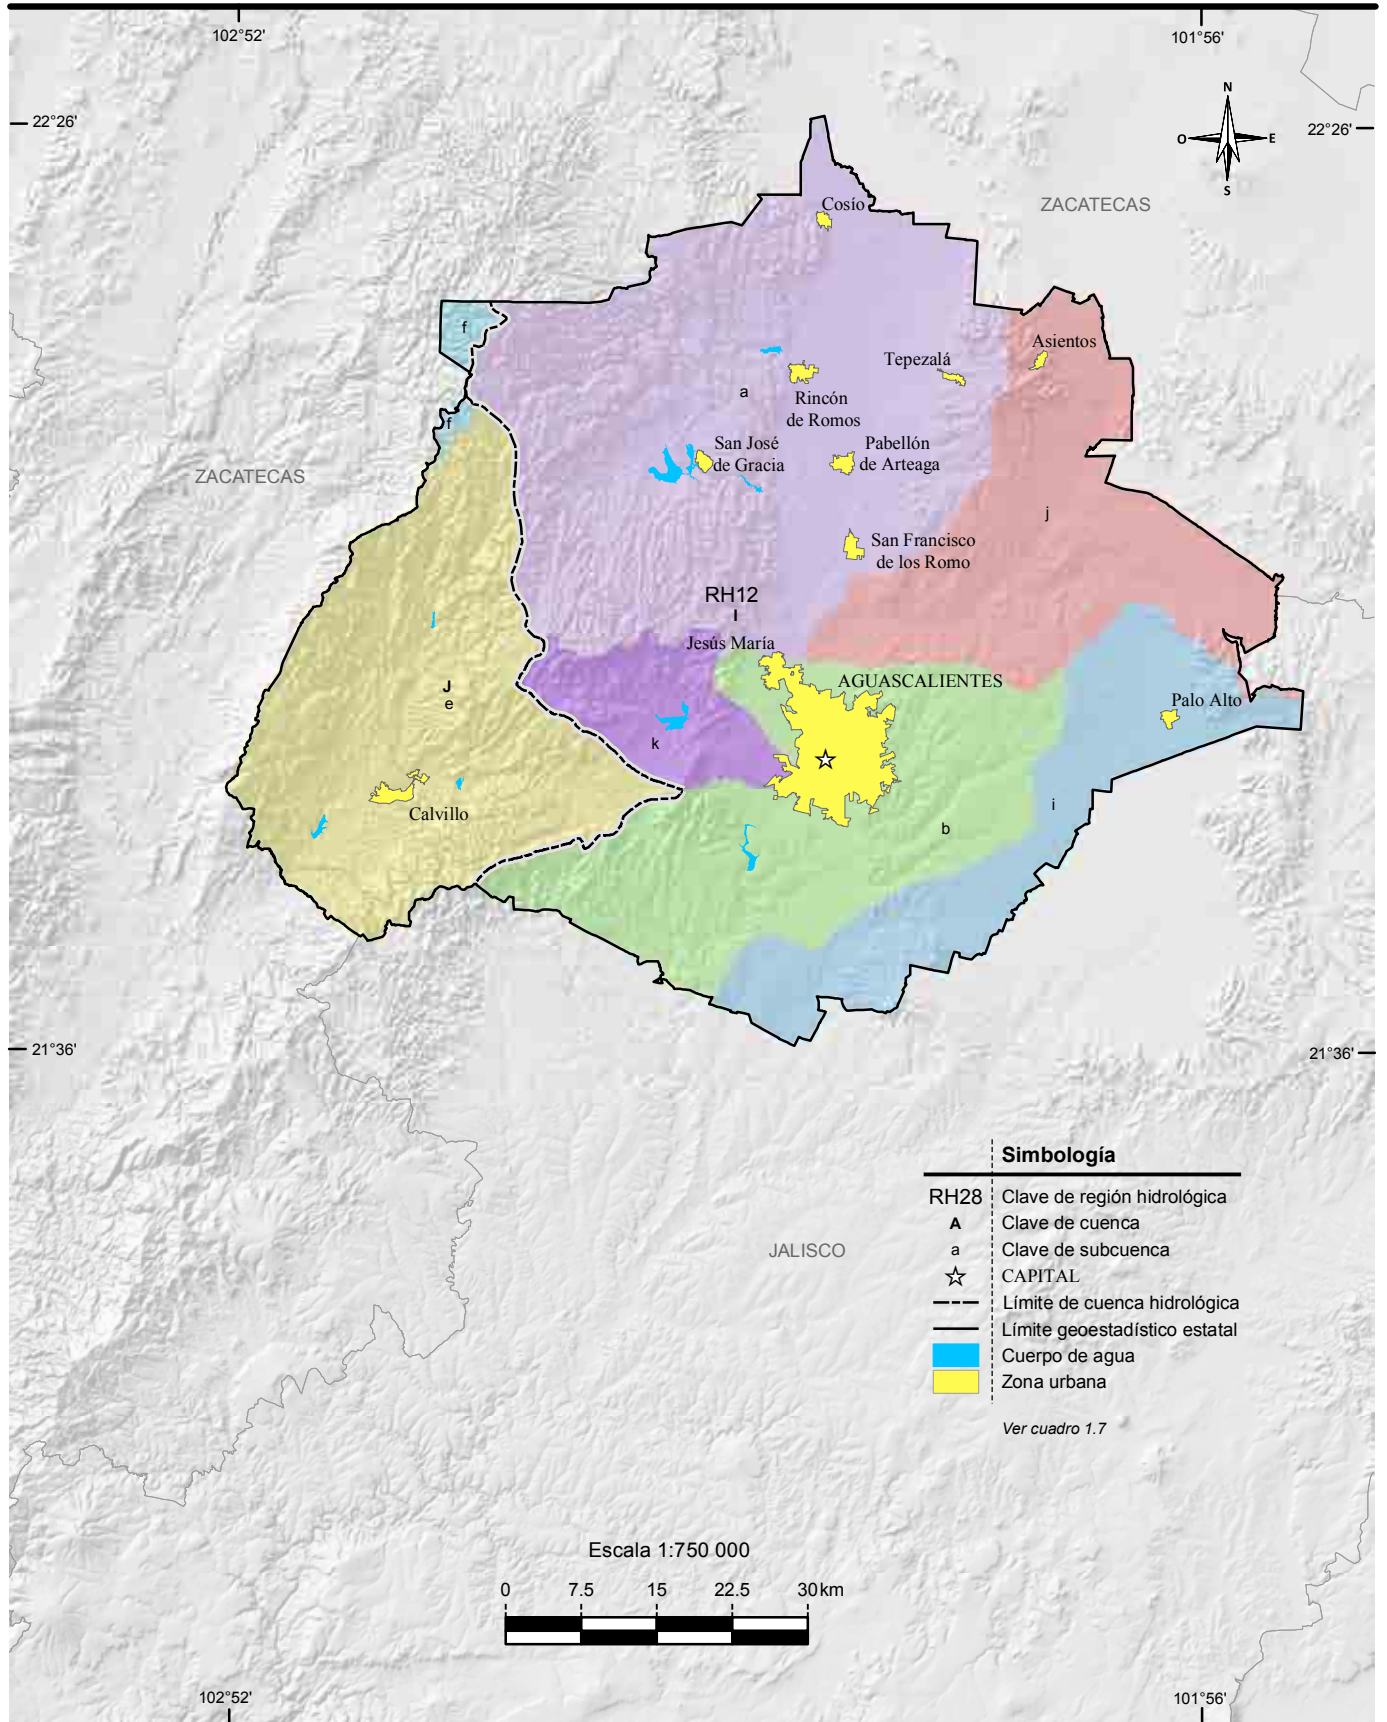 102°52'
101°56'
22°26'
22°26'
N
O
E
S
ZACATECAS
Cosío
f
Asientos
Tepezalá
a
Rincón
de Romos
f
San José
de Gracia
Pabellón
de Arteaga
ZACATECAS
j
San Francisco
de los Romo
RH12
I
Jesús María
AGUASCALIENTES
J
e
Palo Alto
k
i
Calvillo
b
21°36'
21°36'
Simbología
RH28 Clave de región hidrológica
A Clave de cuenca
a Clave de subcuenca
CAPITAL
Límite de cuenca hidrológica
Límite geoestadístico estatal
Cuerpo de agua
Zona urbana
Ver cuadro 1.7
JALISCO
Escala 1:750 000
0 7.5 15 22.5 30 km
102°52'
101°56'